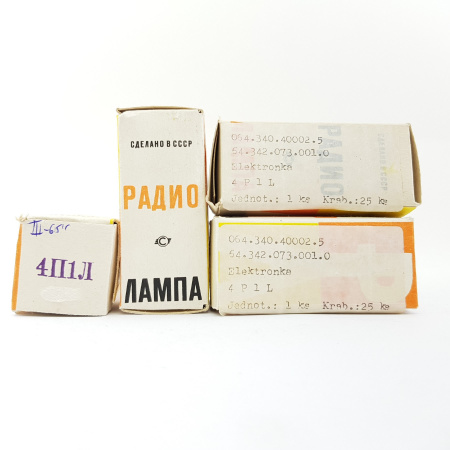 III-65г
4П1Л
СДЕЛАНО В СССР
РАДИО
ЛАМПА
064.340.40002.5
54.342.073.001.0
Elektronka
4 P 1 L
Jednot.: 1 ks Krab.:25 ks
064.340.40002.5
54.342.073.001.0
Elektronka
4 P 1 L
Jednot.: 1 ks Krab.:25 ks